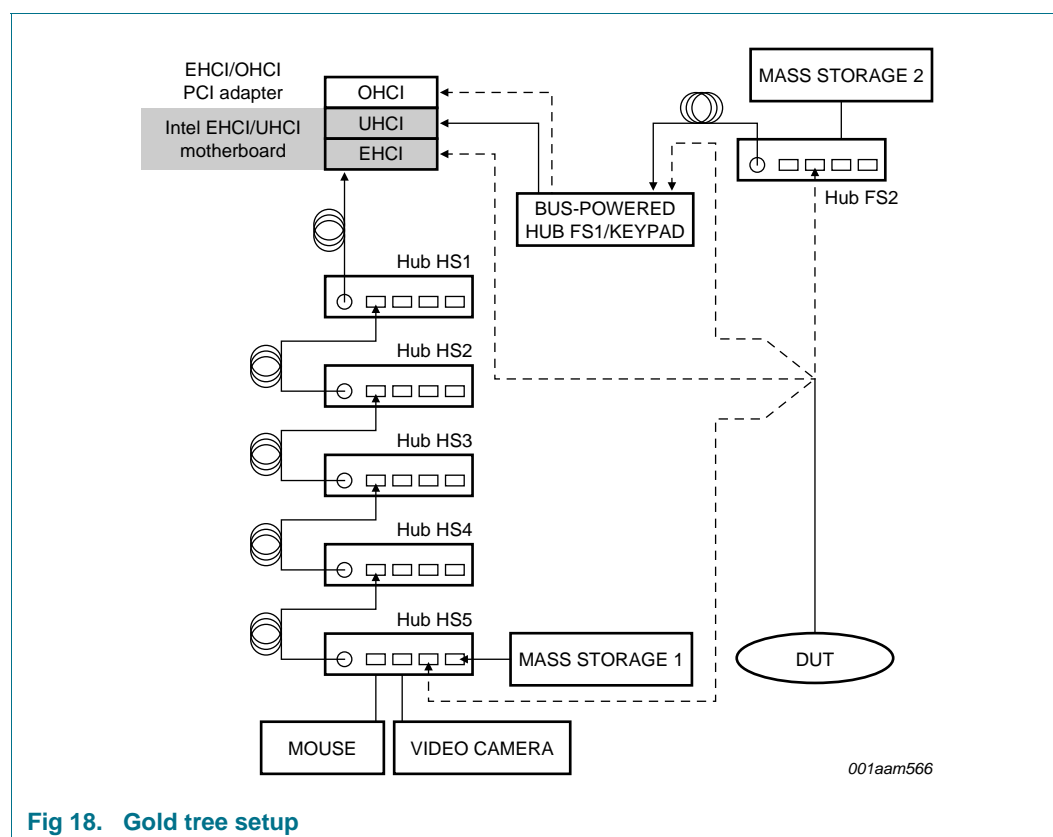 EHCI/OHCI
PCI adapter
Intel EHCI/UHCI
motherboard
OHCI
UHCI
EHCI
MASS STORAGE 2
Hub FS2
BUS-POWERED
HUB FS1/KEYPAD
Hub HS1
Hub HS2
Hub HS3
Hub HS4
Hub HS5
MASS STORAGE 1
DUT
MOUSE
VIDEO CAMERA
001aam566
Fig 18. Gold tree setup